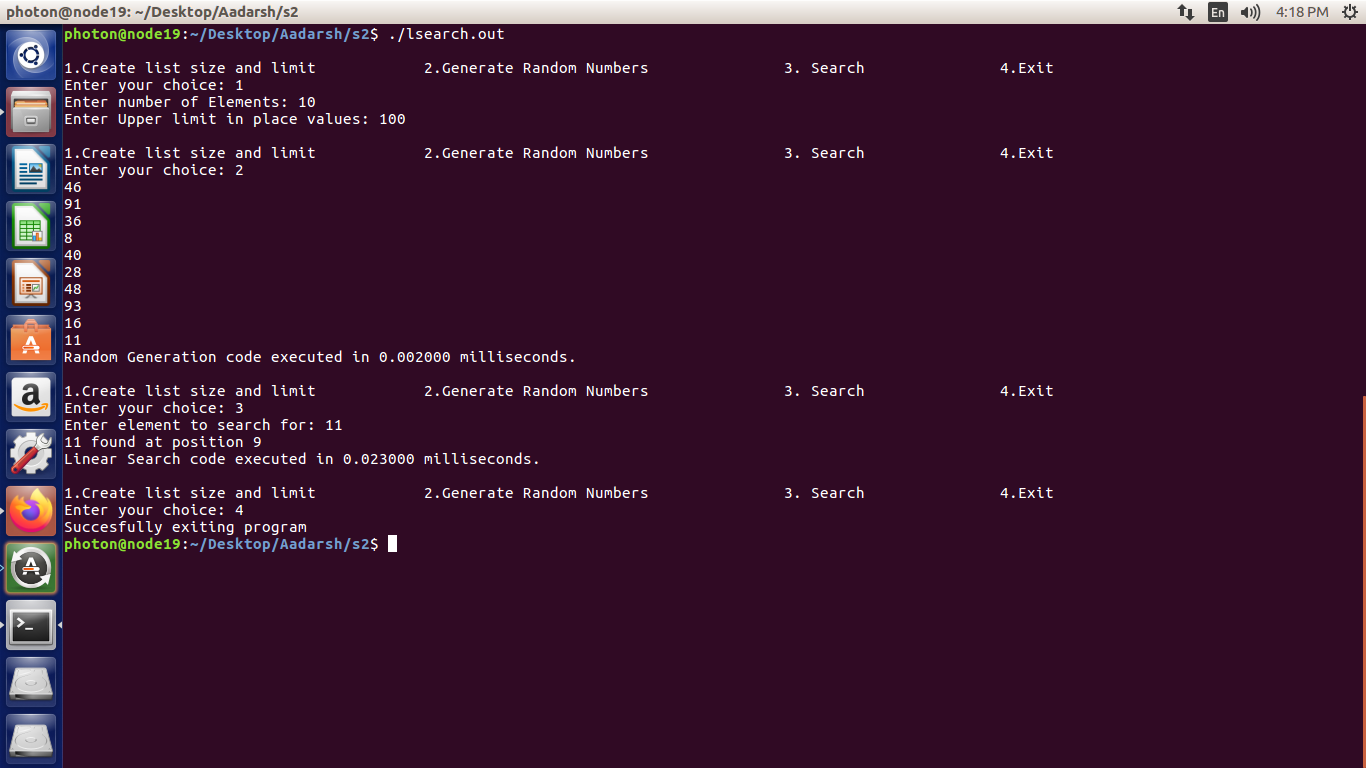 photon@node19: ~/Desktop/Aadarsh/s2 En 4:18 PM
photon@node19:~/Desktop/Aadarsh/s2$ ./lsearch.out
1.Create list size and limit 2.Generate Random Numbers 3. Search 4.Exit
Enter your choice: 1
Enter number of Elements: 10
Enter Upper limit in place values: 100
1.Create list size and limit 2.Generate Random Numbers 3. Search 4.Exit
Enter your choice: 2
46
91
36
8
40
28
48
93
16
11
Random Generation code executed in 0.002000 milliseconds.
1.Create list size and limit 2.Generate Random Numbers 3. Search 4.Exit
Enter your choice: 3
Enter element to search for: 11
11 found at position 9
Linear Search code executed in 0.023000 milliseconds.
1.Create list size and limit 2.Generate Random Numbers 3. Search 4.Exit
Enter your choice: 4
Succesfully exiting program
photon@node19:~/Desktop/Aadarsh/s2$